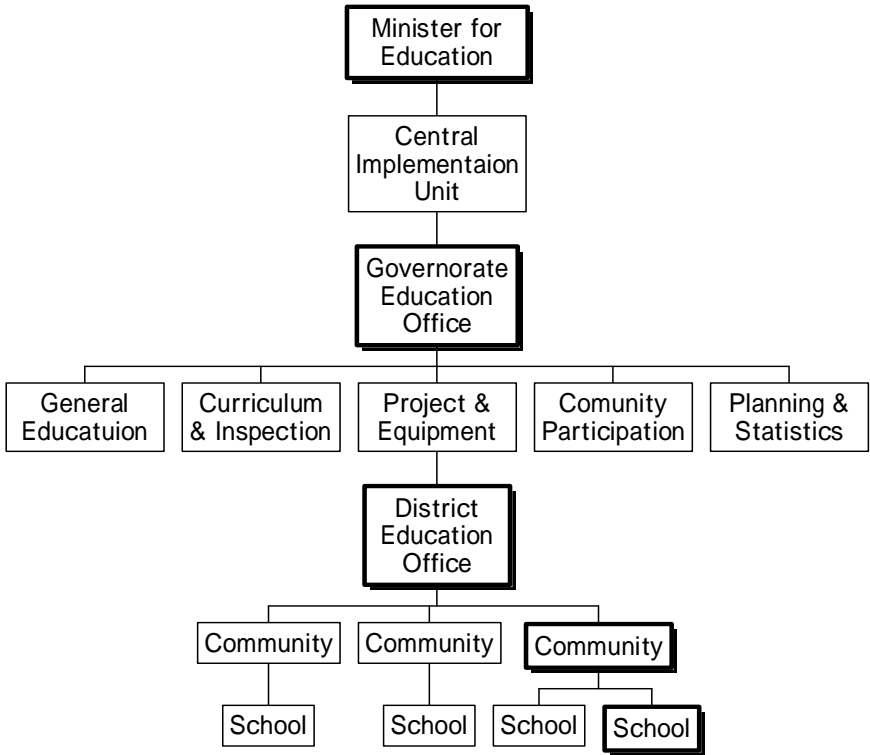 Minister for
Education
Central
Implementaion
Unit
Governorate
Education
Office
General
Educatuion
Curriculum
& Inspection
Project &
Equipment
Comunity
Participation
Planning &
Statistics
District
Education
Office
Community
Community
Community
School
School
School
School